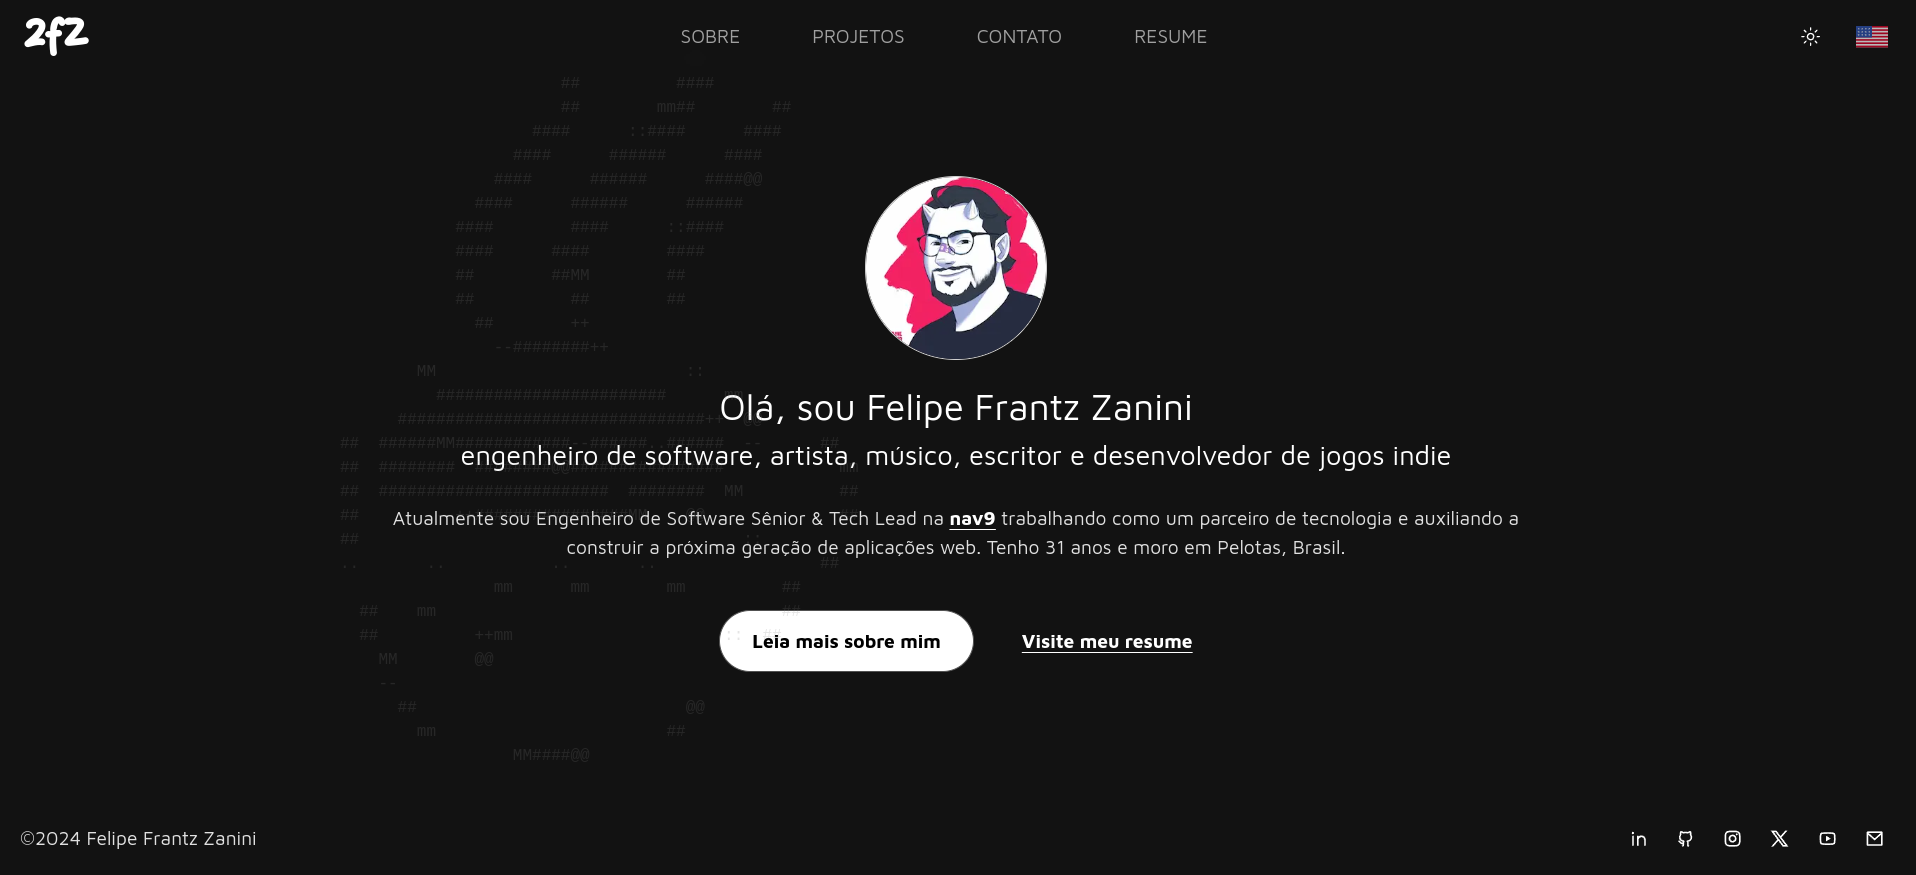 2fZ
SOBRE PROJETOS CONTATO RESUME
Olá, sou Felipe Frantz Zanini
engenheiro de software, artista, músico, escritor e desenvolvedor de jogos indie
Atualmente sou Engenheiro de Software Sênior & Tech Lead na nav9 trabalhando como um parceiro de tecnologia e auxiliando a
construir a próxima geração de aplicações web. Tenho 31 anos e moro em Pelotas, Brasil.
Leia mais sobre mim Visite meu resume
©2024 Felipe Frantz Zanini